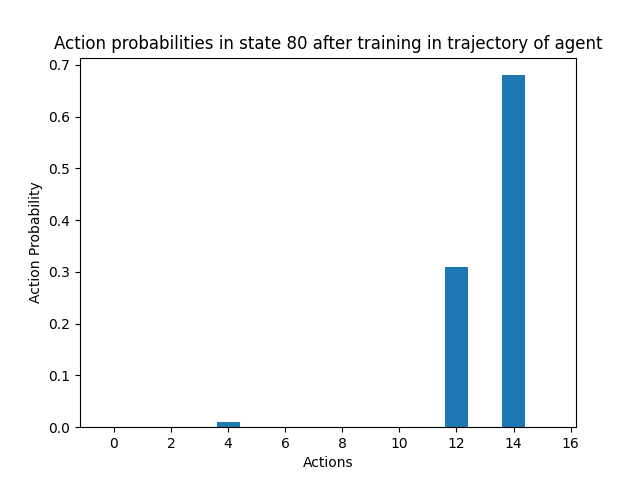 Action probabilities in state 80 after training in trajectory of agent
0.7
0.6
0.5
0.4
0.3
0.2
0.1
0.0
Action Probability
0 2 4 6 8 10 12 14 16
Actions